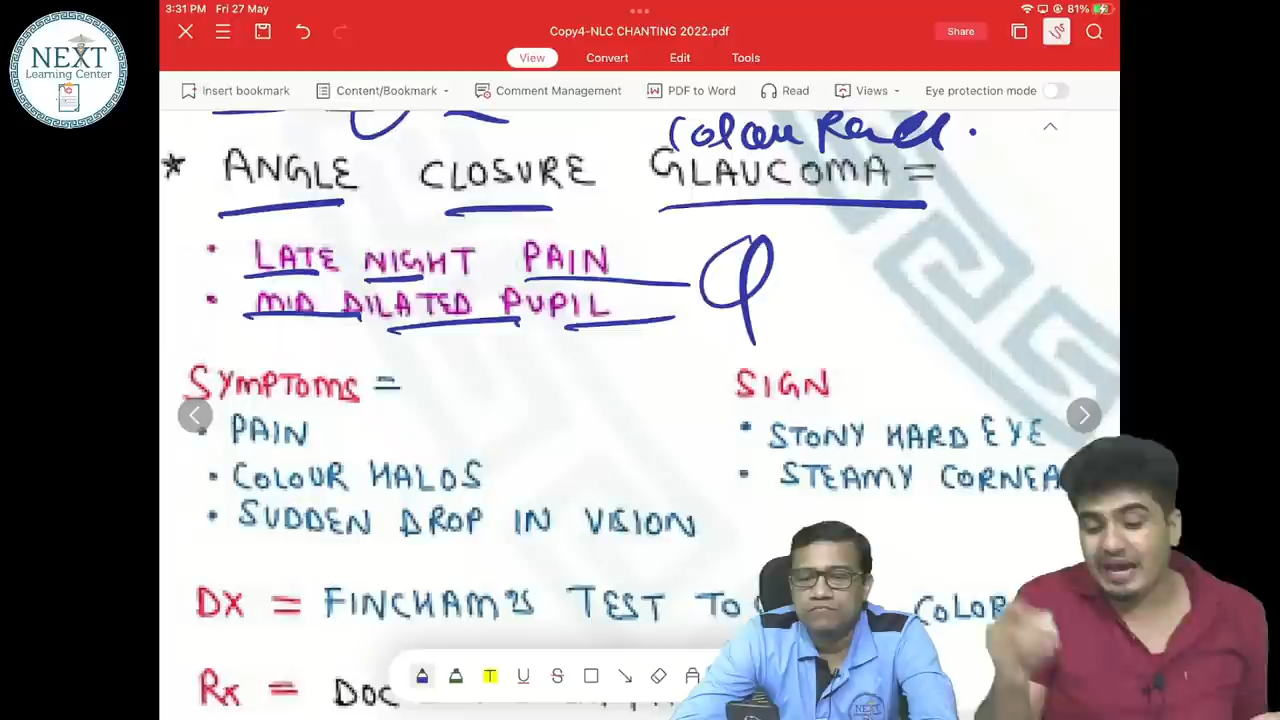 3:31 PM Fri 27 May
81%
NEXT
Learning Center
Copy4-NLC CHANTING 2022.pdf
Share
View Convert Edit Tools
Insert bookmark Content/Bookmark Comment Management PDF to Word Read Views Eye protection mode
Colour
ANGLE CLOSURE GLAUCOMA =
• LATE NIGHT PAIN
• MID DILATED PUPIL
SYMPTOMS =
• PAIN
• COLOUR HALOS
• SUDDEN DROP IN VISION
SIGN
• STONY HARD EYE
• STEAMY CORNEA
DX = FINCHAM'S TEST TO COLOR
RX = DOC
NEXT